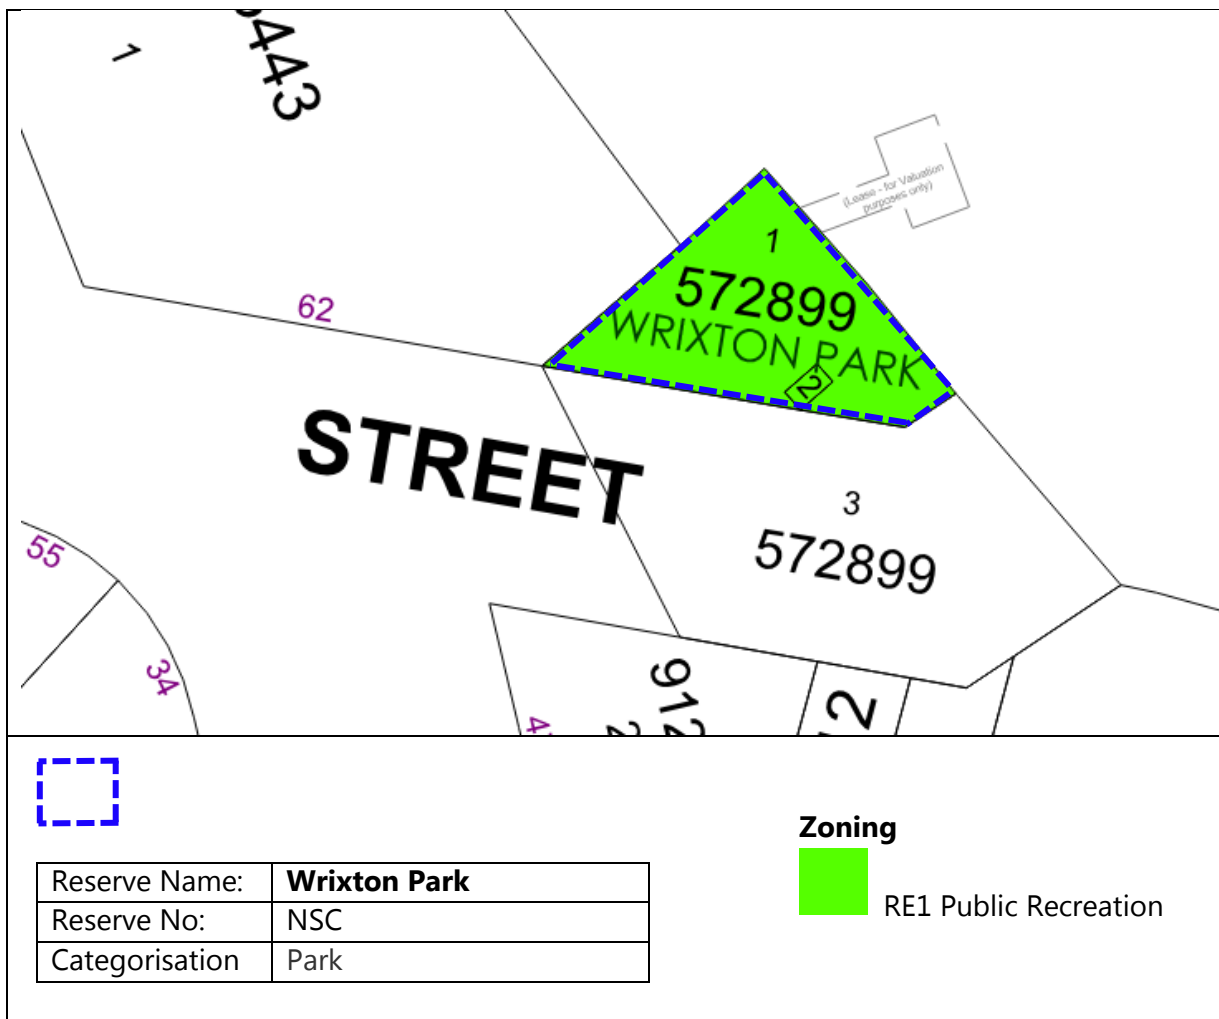 1
(Lease - for Valuation
purposes only)
1
572899
WRIXTON PARK
2
62
STREET
3
572899
55
34
Zoning
RE1 Public Recreation
Reserve Name: Wrixton Park
Reserve No: NSC
Categorisation Park